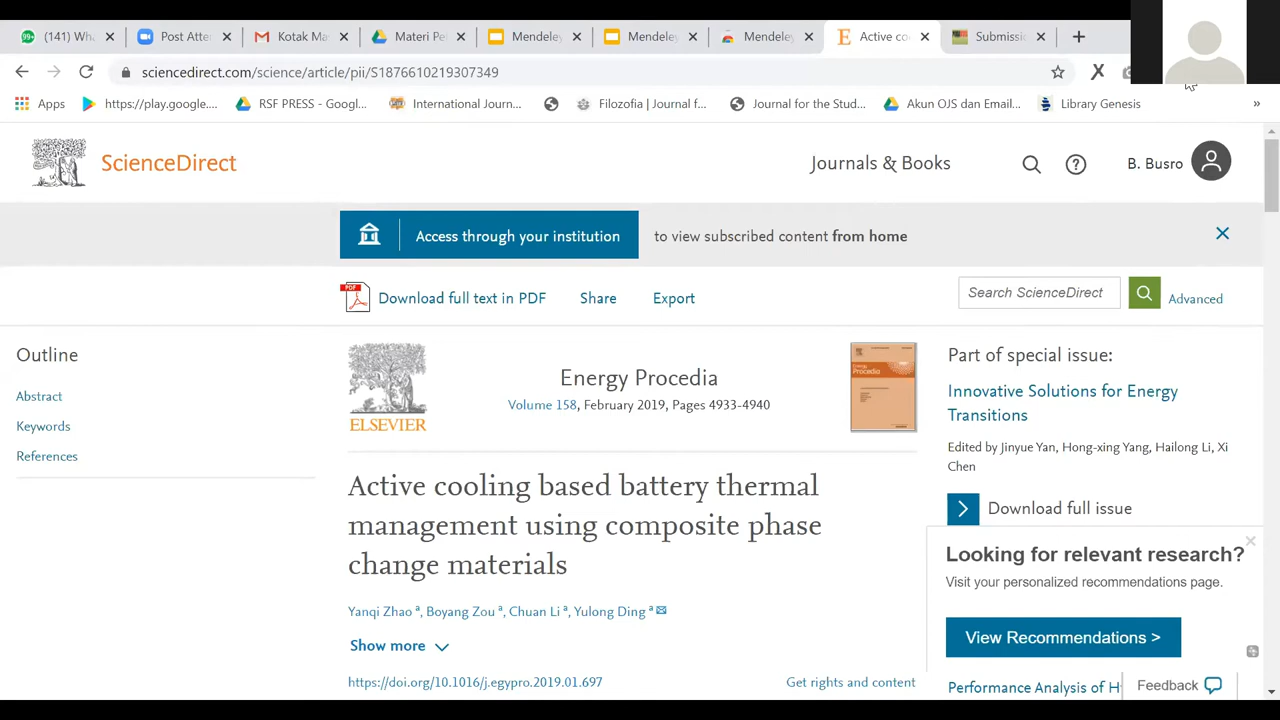 (141) Wh
Post Atte
Kotak Ma
Materi Pe
Mendeley
Mendeley
Mendeley
Active co
Submissi
sciencedirect.com/science/article/pii/S1876610219307349
Apps
https://play.google....
RSF PRESS - Googl...
International Journ...
Filozofia | Journal f...
Journal for the Stud...
Akun OJS dan Email...
Library Genesis
»
ScienceDirect
Journals & Books
B. Busro
Access through your institution
to view subscribed content from home
PDF
Download full text in PDF
Share
Export
Search ScienceDirect
Advanced
Outline
Abstract
Keywords
References
ELSEVIER
Energy Procedia
Volume 158, February 2019, Pages 4933-4940
Energy
Procedia
Active cooling based battery thermal
management using composite phase
change materials
Yanqi Zhao ª, Boyang Zou ª, Chuan Li ª, Yulong Ding ª
Show more
https://doi.org/10.1016/j.egypro.2019.01.697
Get rights and content
Part of special issue:
Innovative Solutions for Energy
Transitions
Edited by Jinyue Yan, Hong-xing Yang, Hailong Li, Xi
Chen
Download full issue
Looking for relevant research?
Visit your personalized recommendations page.
View Recommendations >
Performance Analysis of H
Feedback